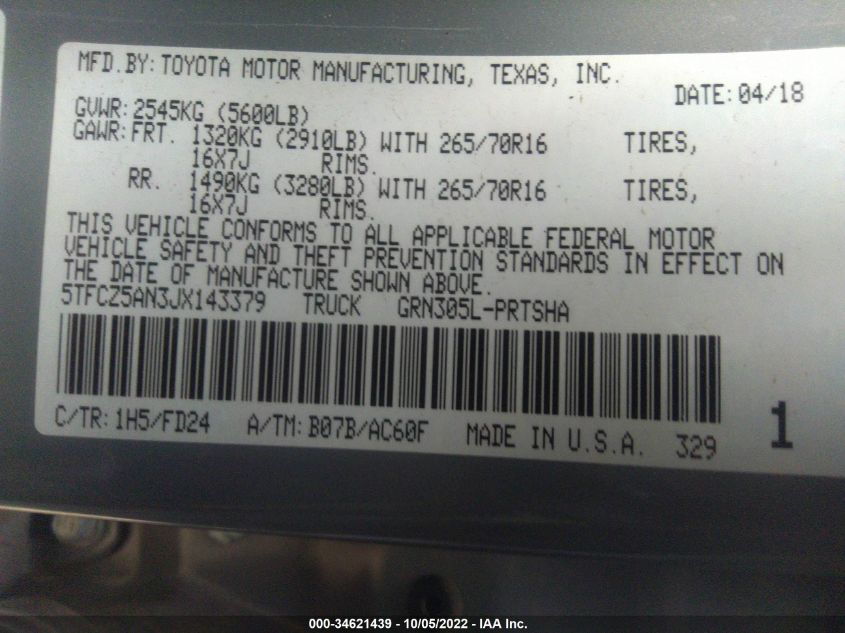 MFD.BY:TOYOTA MOTOR MANUFACTURING, TEXAS, INC.
DATE:04/18
GVWR:2545KG (5600LB)
GAWR:FRT. 1320KG (2910LB) WITH 265/70R16 TIRES,
16X7J RIMS.
RR. 1490KG (3280LB) WITH 265/70R16 TIRES,
16X7J RIMS.
THIS VEHICLE CONFORMS TO ALL APPLICABLE FEDERAL MOTOR
VEHICLE SAFETY AND THEFT PREVENTION STANDARDS IN EFFECT ON
THE DATE OF MANUFACTURE SHOWN ABOVE.
5TFCZ5AN3JX143379 TRUCK GRN305L-PRTSHA
C/TR:1H5/FD24 A/TM:B07B/AC60F MADE IN U.S.A. 329
1
000-34621439 - 10/05/2022 - IAA Inc.